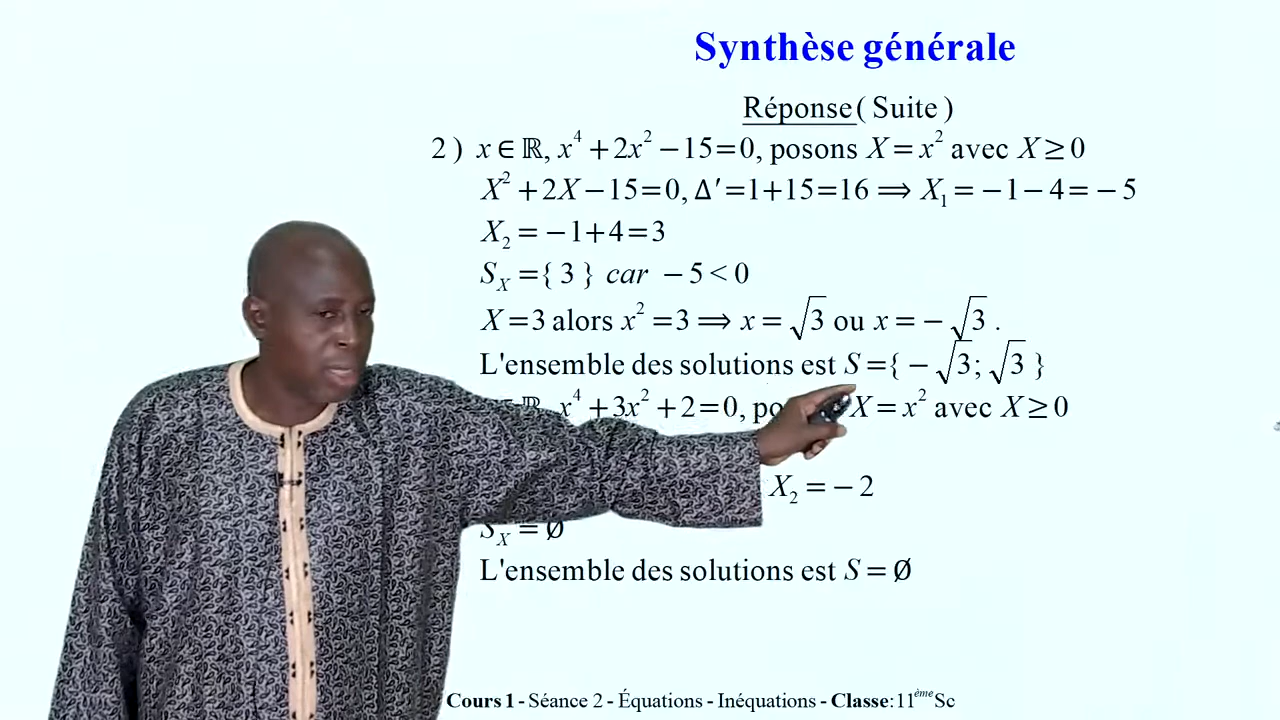 Synthèse générale
Réponse ( Suite )
2 ) x ∈ ℝ, x⁴ + 2x² − 15 = 0, posons X = x² avec X ≥ 0
X² + 2X − 15 = 0, Δ′ = 1 + 15 = 16 ⟹ X₁ = − 1 − 4 = − 5
X₂ = − 1 + 4 = 3
S_X = { 3 } car − 5 < 0
X = 3 alors x² = 3 ⟹ x = √3 ou x = − √3 .
L'ensemble des solutions est S = { − √3 ; √3 }
ℝ, x⁴ + 3x² + 2 = 0, X = x² avec X ≥ 0
X₂ = − 2
S_X = ∅
L'ensemble des solutions est S = ∅
Cours 1 - Séance 2 - Équations - Inéquations - Classe: 11ᵉᵐᵉSc